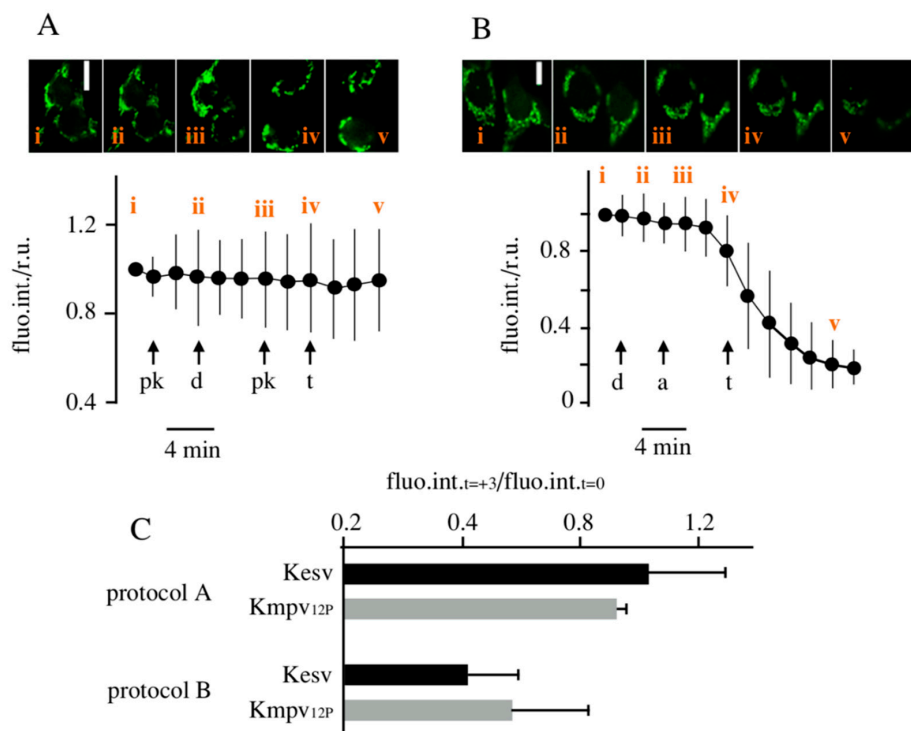 A
i ii iii iv v
fluo.int./r.u.
1.2
0.8
0.4
i ii iii iv v
pk d pk t
4 min
B
i ii iii iv v
fluo.int./r.u.
0.8
0.4
0
i ii iii iv v
d a t
4 min
C
fluo.int.t=+3/fluo.int.t=0
0.2 0.4 0.8 1.2
protocol A
Kesv
Kmpv12P
protocol B
Kesv
Kmpv12P